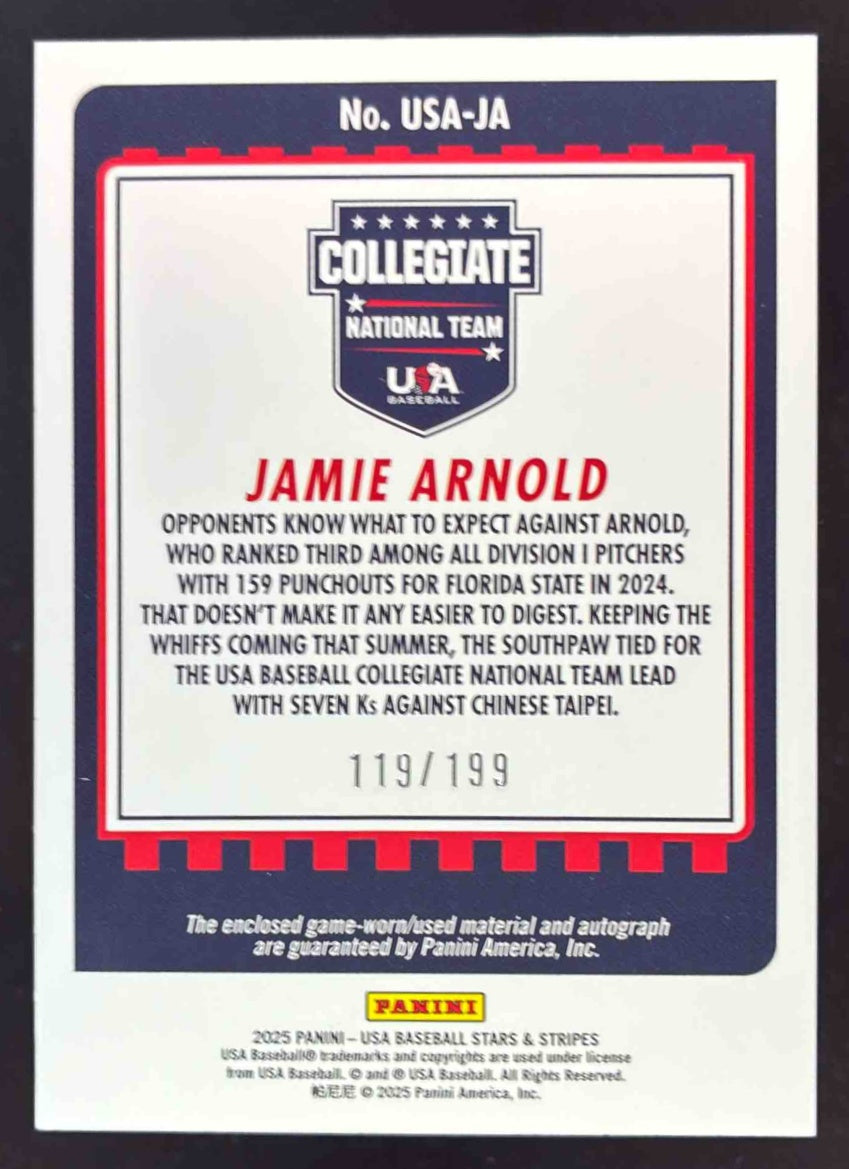 No. USA-JA
COLLEGIATE
NATIONAL TEAM
USA
BASEBALL
JAMIE ARNOLD
OPPONENTS KNOW WHAT TO EXPECT AGAINST ARNOLD,
WHO RANKED THIRD AMONG ALL DIVISION I PITCHERS
WITH 159 PUNCHOUTS FOR FLORIDA STATE IN 2024.
THAT DOESN'T MAKE IT ANY EASIER TO DIGEST. KEEPING THE
WHIFFS COMING THAT SUMMER, THE SOUTHPAW TIED FOR
THE USA BASEBALL COLLEGIATE NATIONAL TEAM LEAD
WITH SEVEN Ks AGAINST CHINESE TAIPEI.
119/199
The enclosed game-worn/used material and autograph
are guaranteed by Panini America, Inc.
PANINI
2025 PANINI – USA BASEBALL STARS & STRIPES
USA Baseball® trademarks and copyrights are used under license
from USA Baseball. © and ® USA Baseball. All Rights Reserved.
帕尼尼 © 2025 Panini America, Inc.